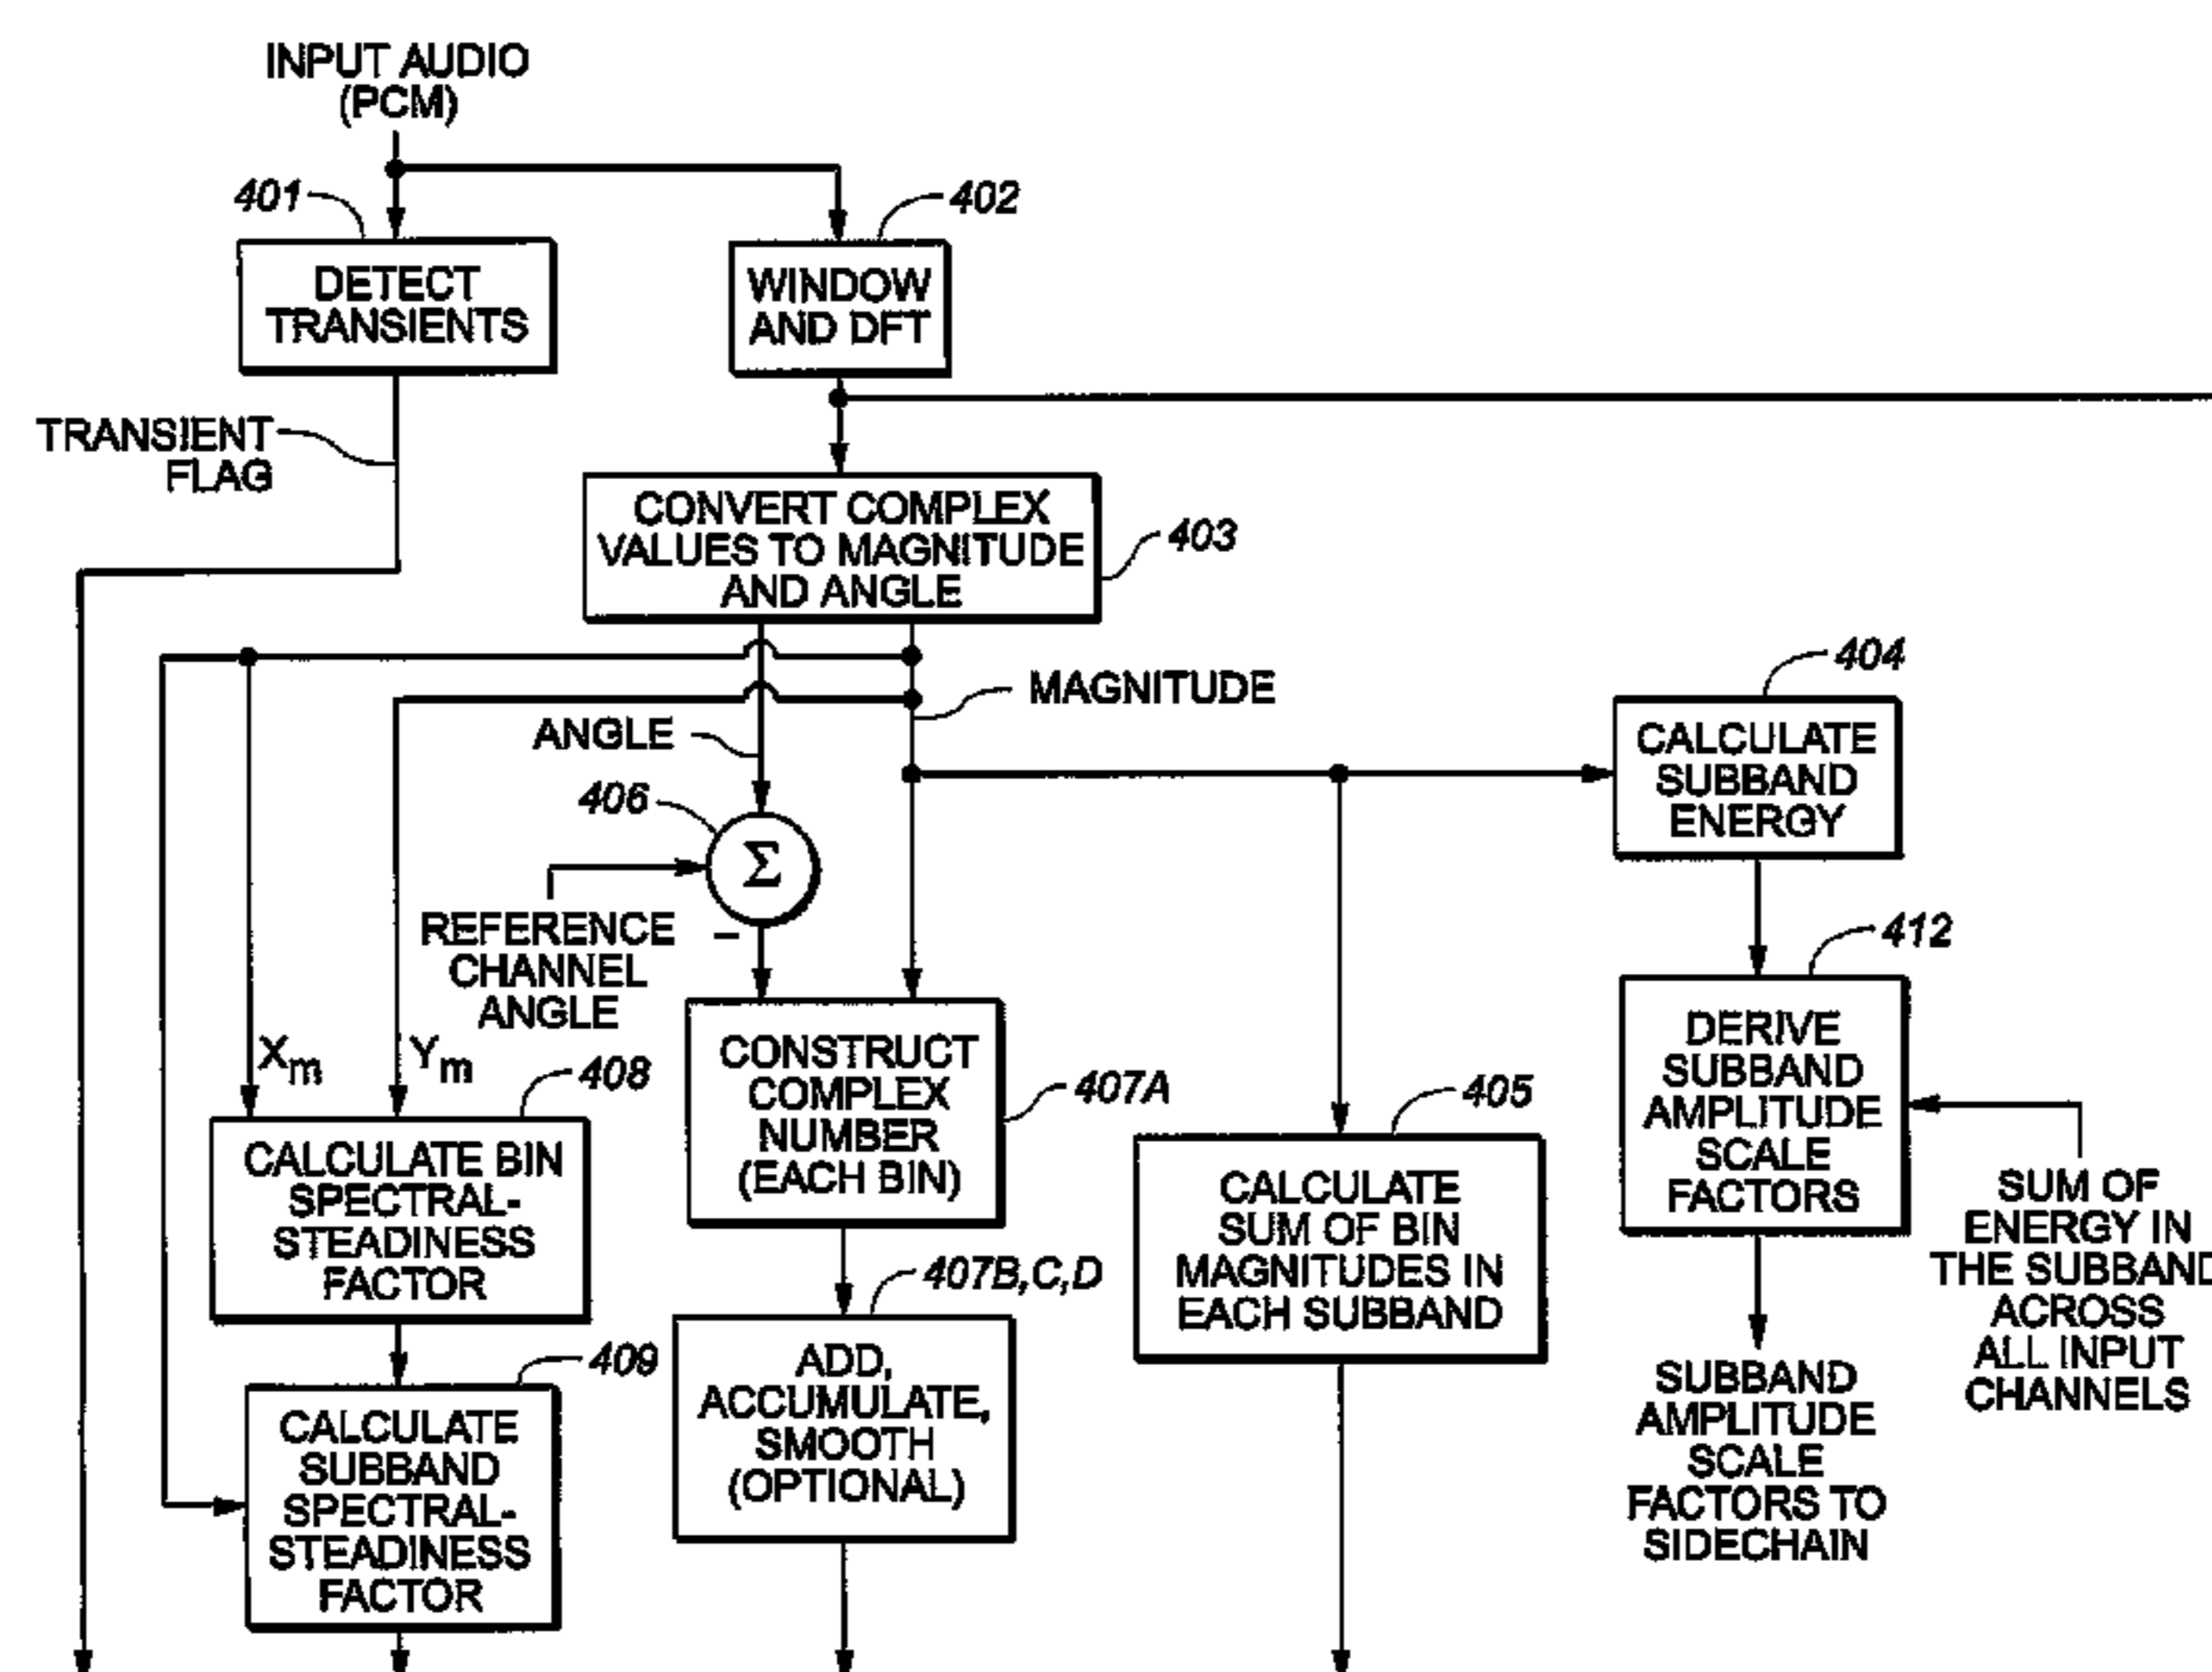 INPUT AUDIO
(PCM)
401
402
DETECT
TRANSIENTS
WINDOW
AND DFT
TRANSIENT
FLAG
CONVERT COMPLEX
VALUES TO MAGNITUDE
AND ANGLE
403
404
MAGNITUDE
ANGLE
CALCULATE
SUBBAND
ENERGY
406
Σ
REFERENCE
CHANNEL
ANGLE
–
412
DERIVE
SUBBAND
AMPLITUDE
SCALE
FACTORS
Xm
Ym
408
CONSTRUCT
COMPLEX
NUMBER
(EACH BIN)
407A
405
CALCULATE BIN
SPECTRAL-
STEADINESS
FACTOR
CALCULATE
SUM OF BIN
MAGNITUDES IN
EACH SUBBAND
SUM OF
ENERGY IN
THE SUBBAND
ACROSS
ALL INPUT
CHANNELS
407B,C,D
409
ADD,
ACCUMULATE,
SMOOTH
(OPTIONAL)
CALCULATE
SUBBAND
SPECTRAL-
STEADINESS
FACTOR
SUBBAND
AMPLITUDE
SCALE
FACTORS TO
SIDECHAIN